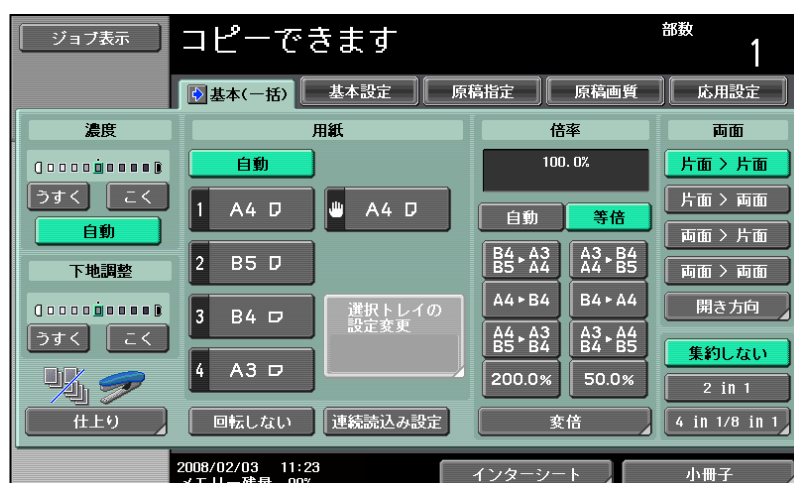 ジョブ表示
コピーできます
部数
1
基本(一括)
基本設定
原稿指定
原稿画質
応用設定
濃度
うすく
こく
自動
下地調整
うすく
こく
仕上り
用紙
自動
1 A4
A4
2 B5
3 B4
4 A3
選択トレイの
設定変更
回転しない
連続読込み設定
倍率
100.0%
自動
等倍
B4▸A3
B5▸A4
A3▸B4
A4▸B5
A4▸B4
B4▸A4
A4▸A3
B5▸B4
A3▸A4
B4▸B5
200.0%
50.0%
変倍
両面
片面 > 片面
片面 > 両面
両面 > 片面
両面 > 両面
開き方向
集約しない
2 in 1
4 in 1/8 in 1
2008/02/03 11:23
メモリー残量
インターシート
小冊子